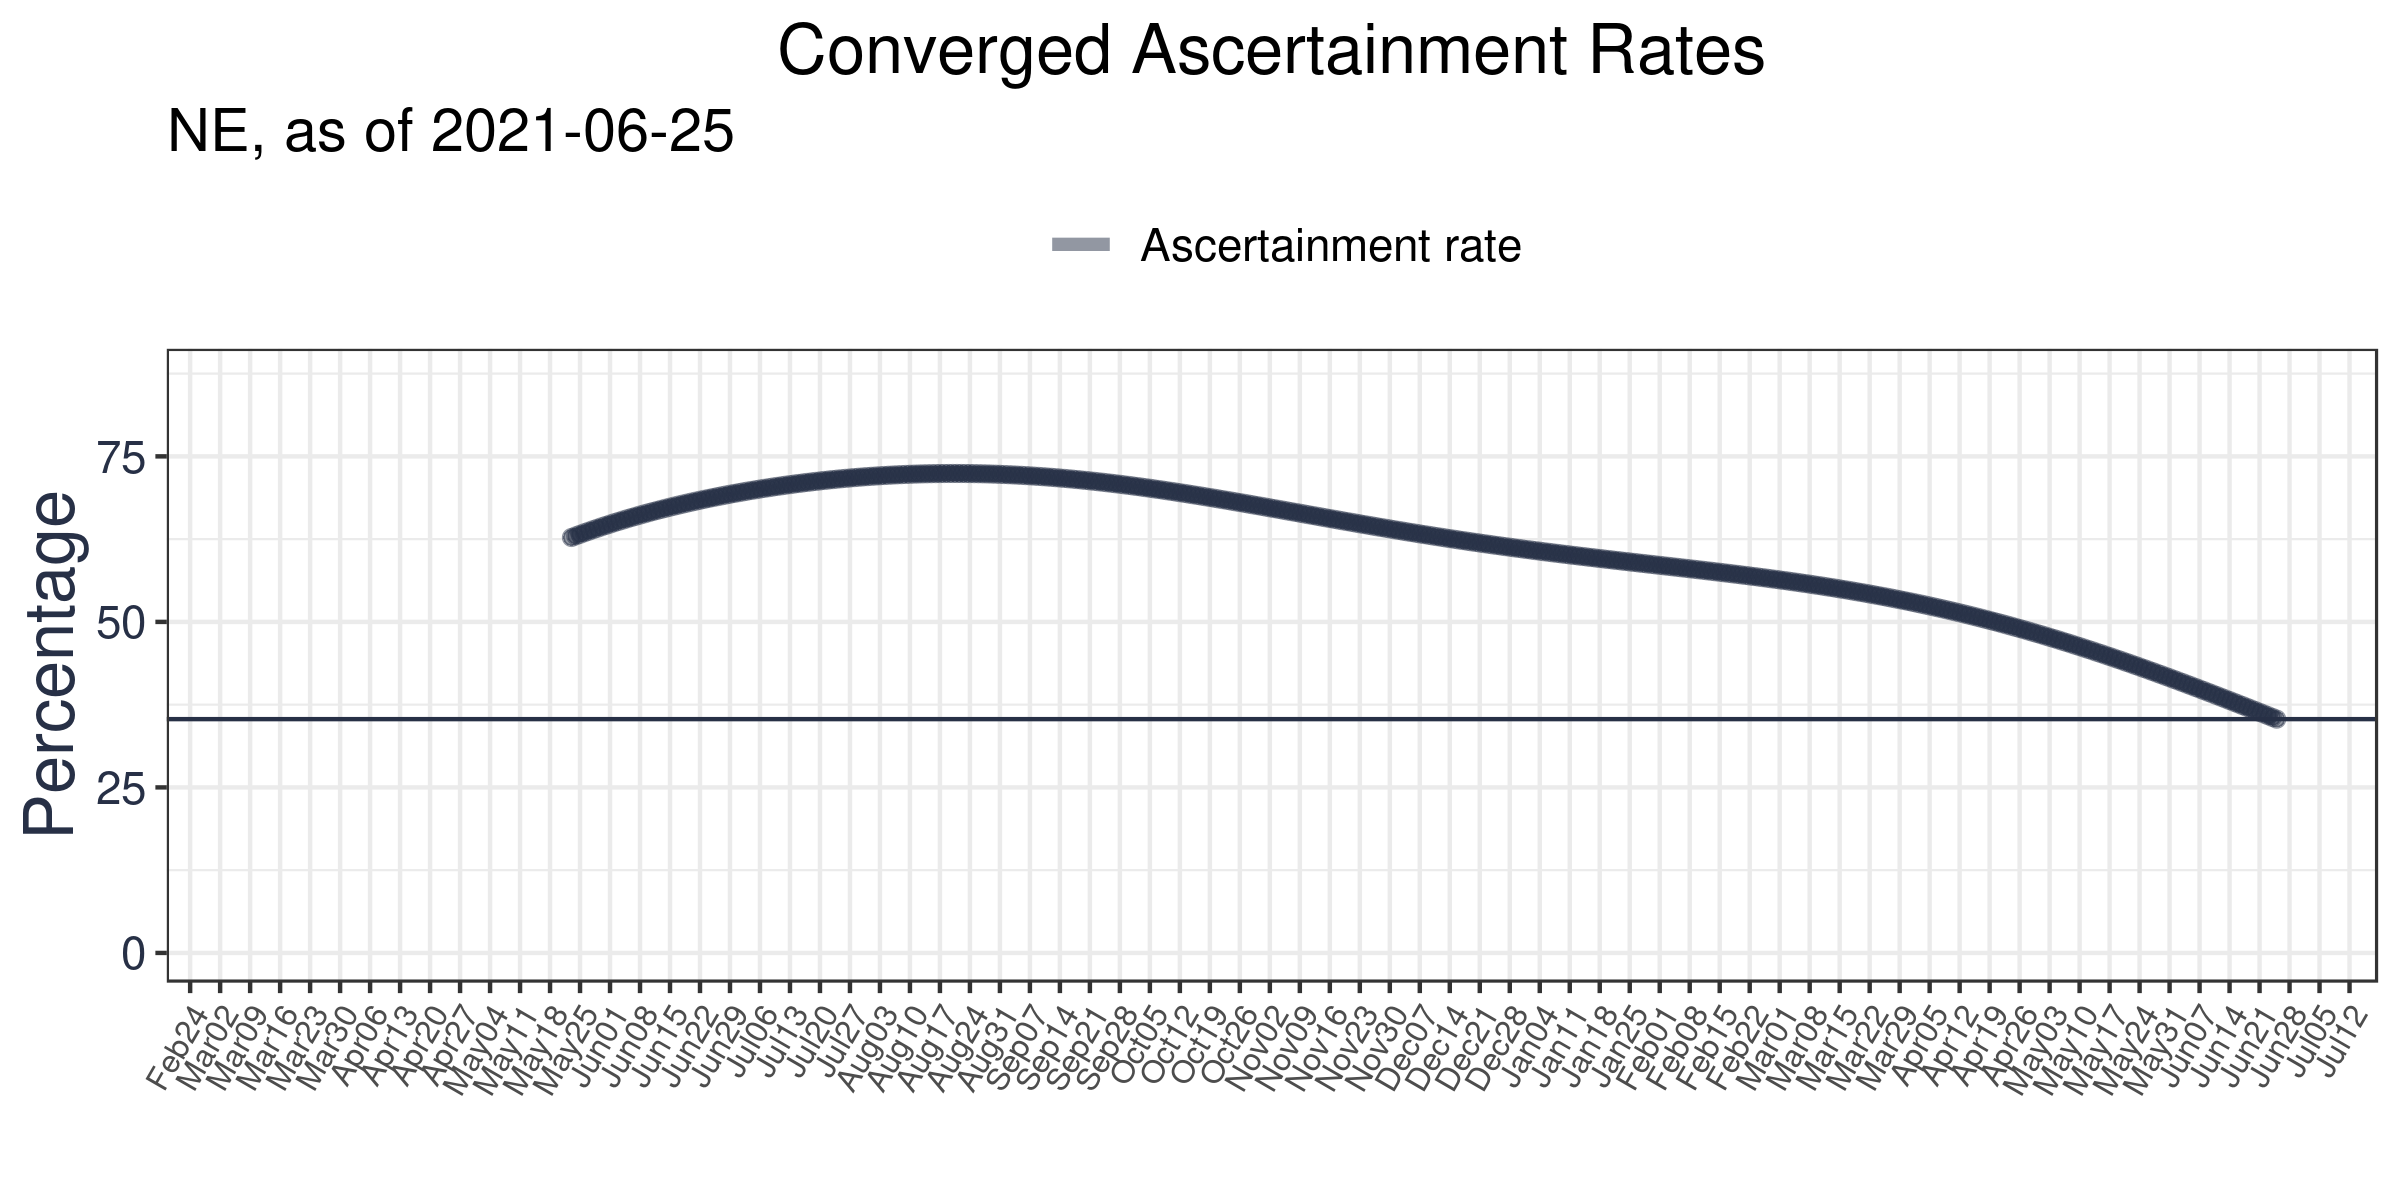 Converged Ascertainment Rates
NE, as of 2021-06-25
Ascertainment rate
Percentage
75
50
25
0
Feb24 Mar02 Mar09 Mar16 Mar23 Mar30 Apr06 Apr13 Apr20 Apr27 May04 May11 May18 May25 Jun01 Jun08 Jun15 Jun22 Jun29 Jul06 Jul13 Jul20 Jul27 Aug03 Aug10 Aug17 Aug24 Aug31 Sep07 Sep14 Sep21 Sep28 Oct05 Oct12 Oct19 Oct26 Nov02 Nov09 Nov16 Nov23 Nov30 Dec07 Dec14 Dec21 Dec28 Jan04 Jan11 Jan18 Jan25 Feb01 Feb08 Feb15 Feb22 Mar01 Mar08 Mar15 Mar22 Mar29 Apr05 Apr12 Apr19 Apr26 May03 May10 May17 May24 May31 Jun07 Jun14 Jun21 Jun28 Jul05 Jul12